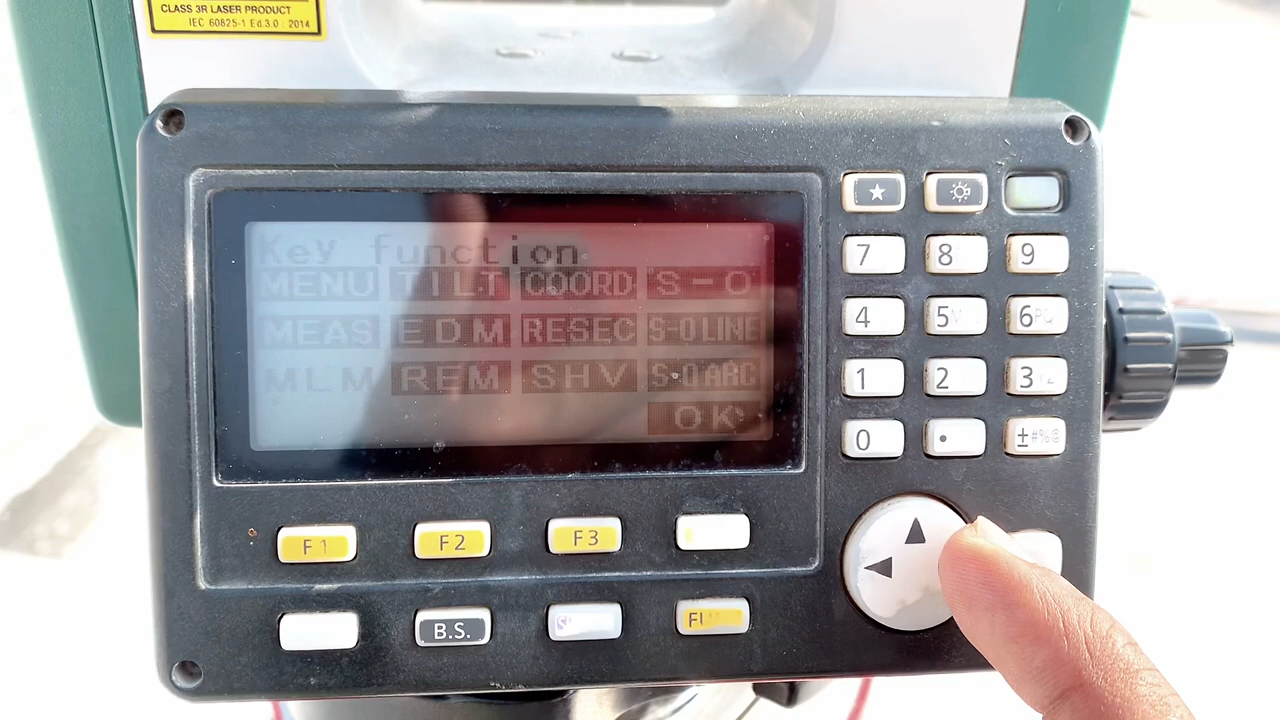 CLASS 3R LASER PRODUCT
IEC 60825-1 Ed.3.0 : 2014
Key function
MENU TILT COORD S-O
MEAS EDM RESEC S-O LINE
MLM REM SHV S-O ARC
OK
7 8 9
4 5 6PQ
1 2 3
0 . ±#%@
F1 F2 F3
B.S.